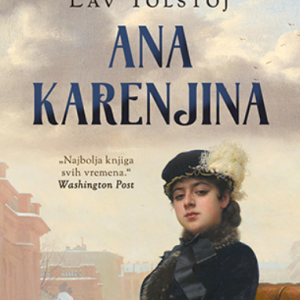 LAV TOLSTOJ
ANA
KARENJINA
„Najbolja knjiga
svih vremena.“
Washington Post